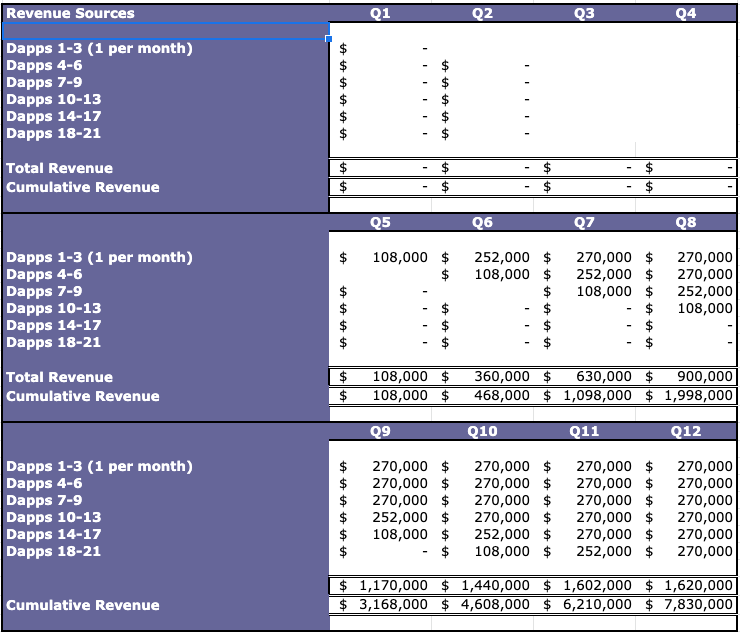 Revenue Sources Q1 Q2 Q3 Q4
Dapps 1-3 (1 per month) $ -
Dapps 4-6 $ - $ -
Dapps 7-9 $ - $ -
Dapps 10-13 $ - $ -
Dapps 14-17 $ - $ -
Dapps 18-21 $ - $ -
Total Revenue $ - $ - $ - $ -
Cumulative Revenue $ - $ - $ - $ -
Q5 Q6 Q7 Q8
Dapps 1-3 (1 per month) $ 108,000 $ 252,000 $ 270,000 $ 270,000
Dapps 4-6 $ 108,000 $ 252,000 $ 270,000
Dapps 7-9 $ - $ 108,000 $ 252,000
Dapps 10-13 $ - $ - $ - $ 108,000
Dapps 14-17 $ - $ - $ - $ -
Dapps 18-21 $ - $ - $ - $ -
Total Revenue $ 108,000 $ 360,000 $ 630,000 $ 900,000
Cumulative Revenue $ 108,000 $ 468,000 $ 1,098,000 $ 1,998,000
Q9 Q10 Q11 Q12
Dapps 1-3 (1 per month) $ 270,000 $ 270,000 $ 270,000 $ 270,000
Dapps 4-6 $ 270,000 $ 270,000 $ 270,000 $ 270,000
Dapps 7-9 $ 270,000 $ 270,000 $ 270,000 $ 270,000
Dapps 10-13 $ 252,000 $ 270,000 $ 270,000 $ 270,000
Dapps 14-17 $ 108,000 $ 252,000 $ 270,000 $ 270,000
Dapps 18-21 $ - $ 108,000 $ 252,000 $ 270,000
$ 1,170,000 $ 1,440,000 $ 1,602,000 $ 1,620,000
Cumulative Revenue $ 3,168,000 $ 4,608,000 $ 6,210,000 $ 7,830,000